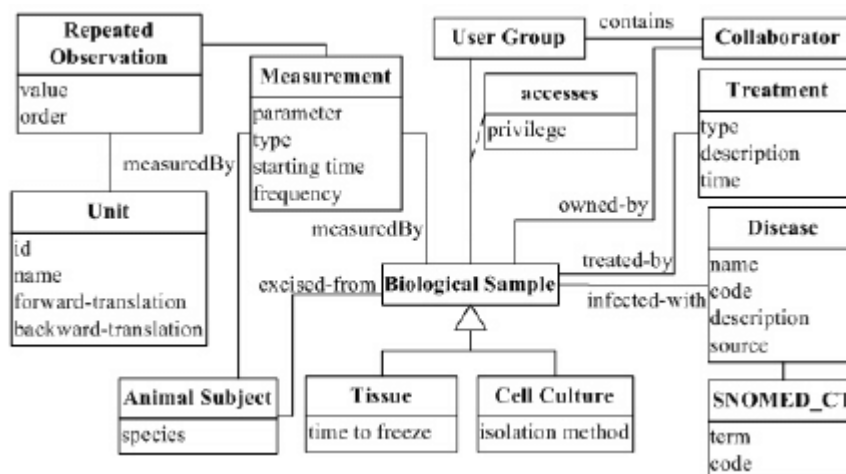 Repeated
Observation
value
order
Measurement
parameter
type
starting time
frequency
User Group
contains
Collaborator
accesses
privilege
Treatment
type
description
time
measuredBy
Unit
id
name
forward-translation
backward-translation
measuredBy
owned-by
treated-by
infected-with
Disease
name
code
description
source
excised-from
Biological Sample
Animal Subject
species
Tissue
time to freeze
Cell Culture
isolation method
SNOMED_CT
term
code